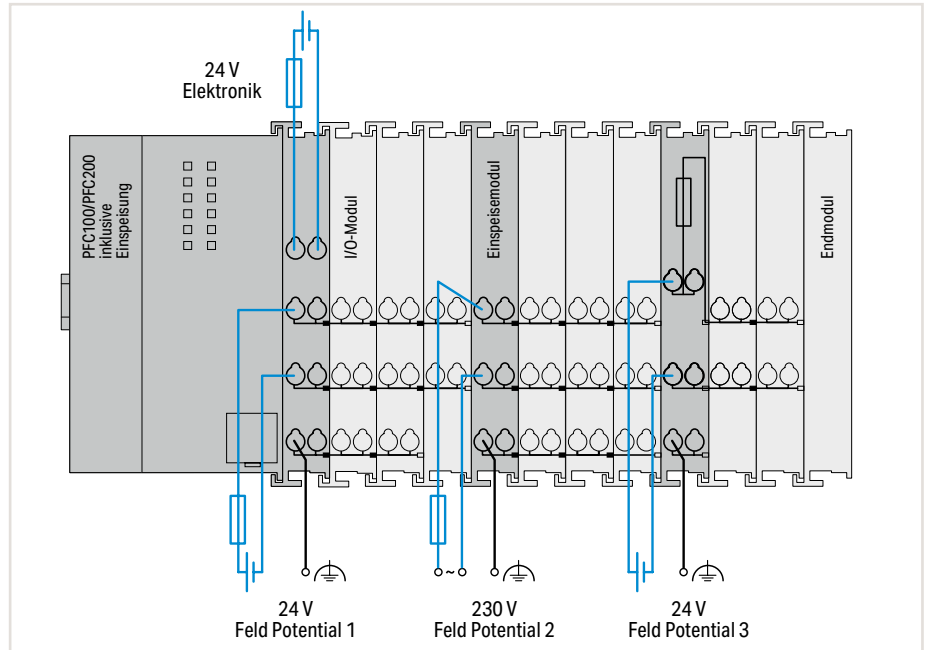 24 V
Elektronik
PFC100/PFC200
inklusive
Einspeisung
I/O-Modul
Einspeisemodul
Endmodul
~
24 V
Feld Potential 1
230 V
Feld Potential 2
24 V
Feld Potential 3